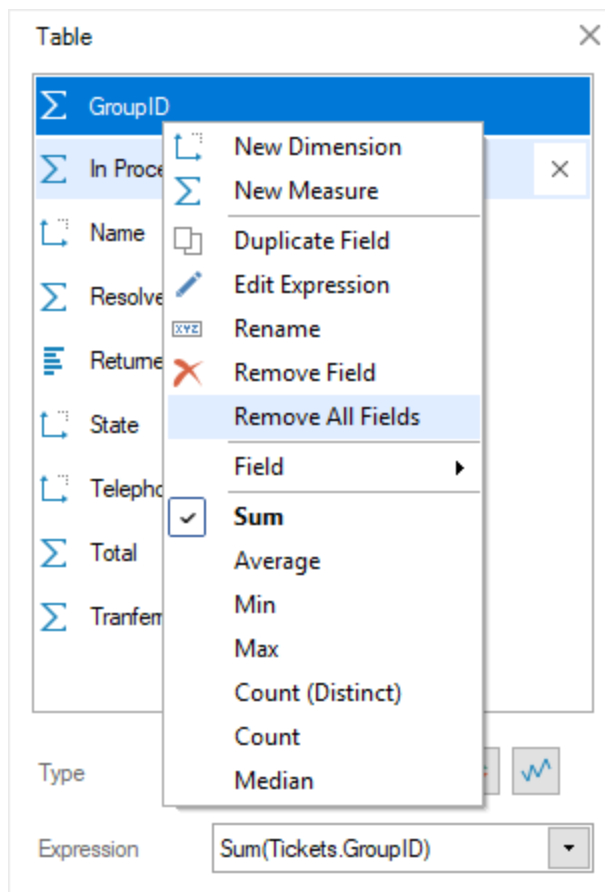 Table
GroupID
In Proce
New Dimension
New Measure
Name
Duplicate Field
Edit Expression
Resolve
Rename
XYZ
Returne
Remove Field
Remove All Fields
State
Field
Telepho
Sum
Total
Average
Min
Tranferr
Max
Count (Distinct)
Count
Median
Type
Expression
Sum(Tickets.GroupID)